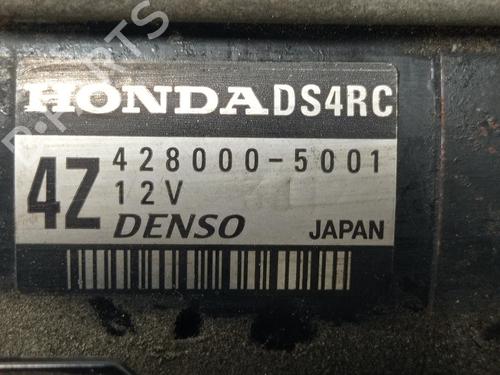 HONDA DS4RC
4Z 428000-5001
12V
DENSO JAPAN